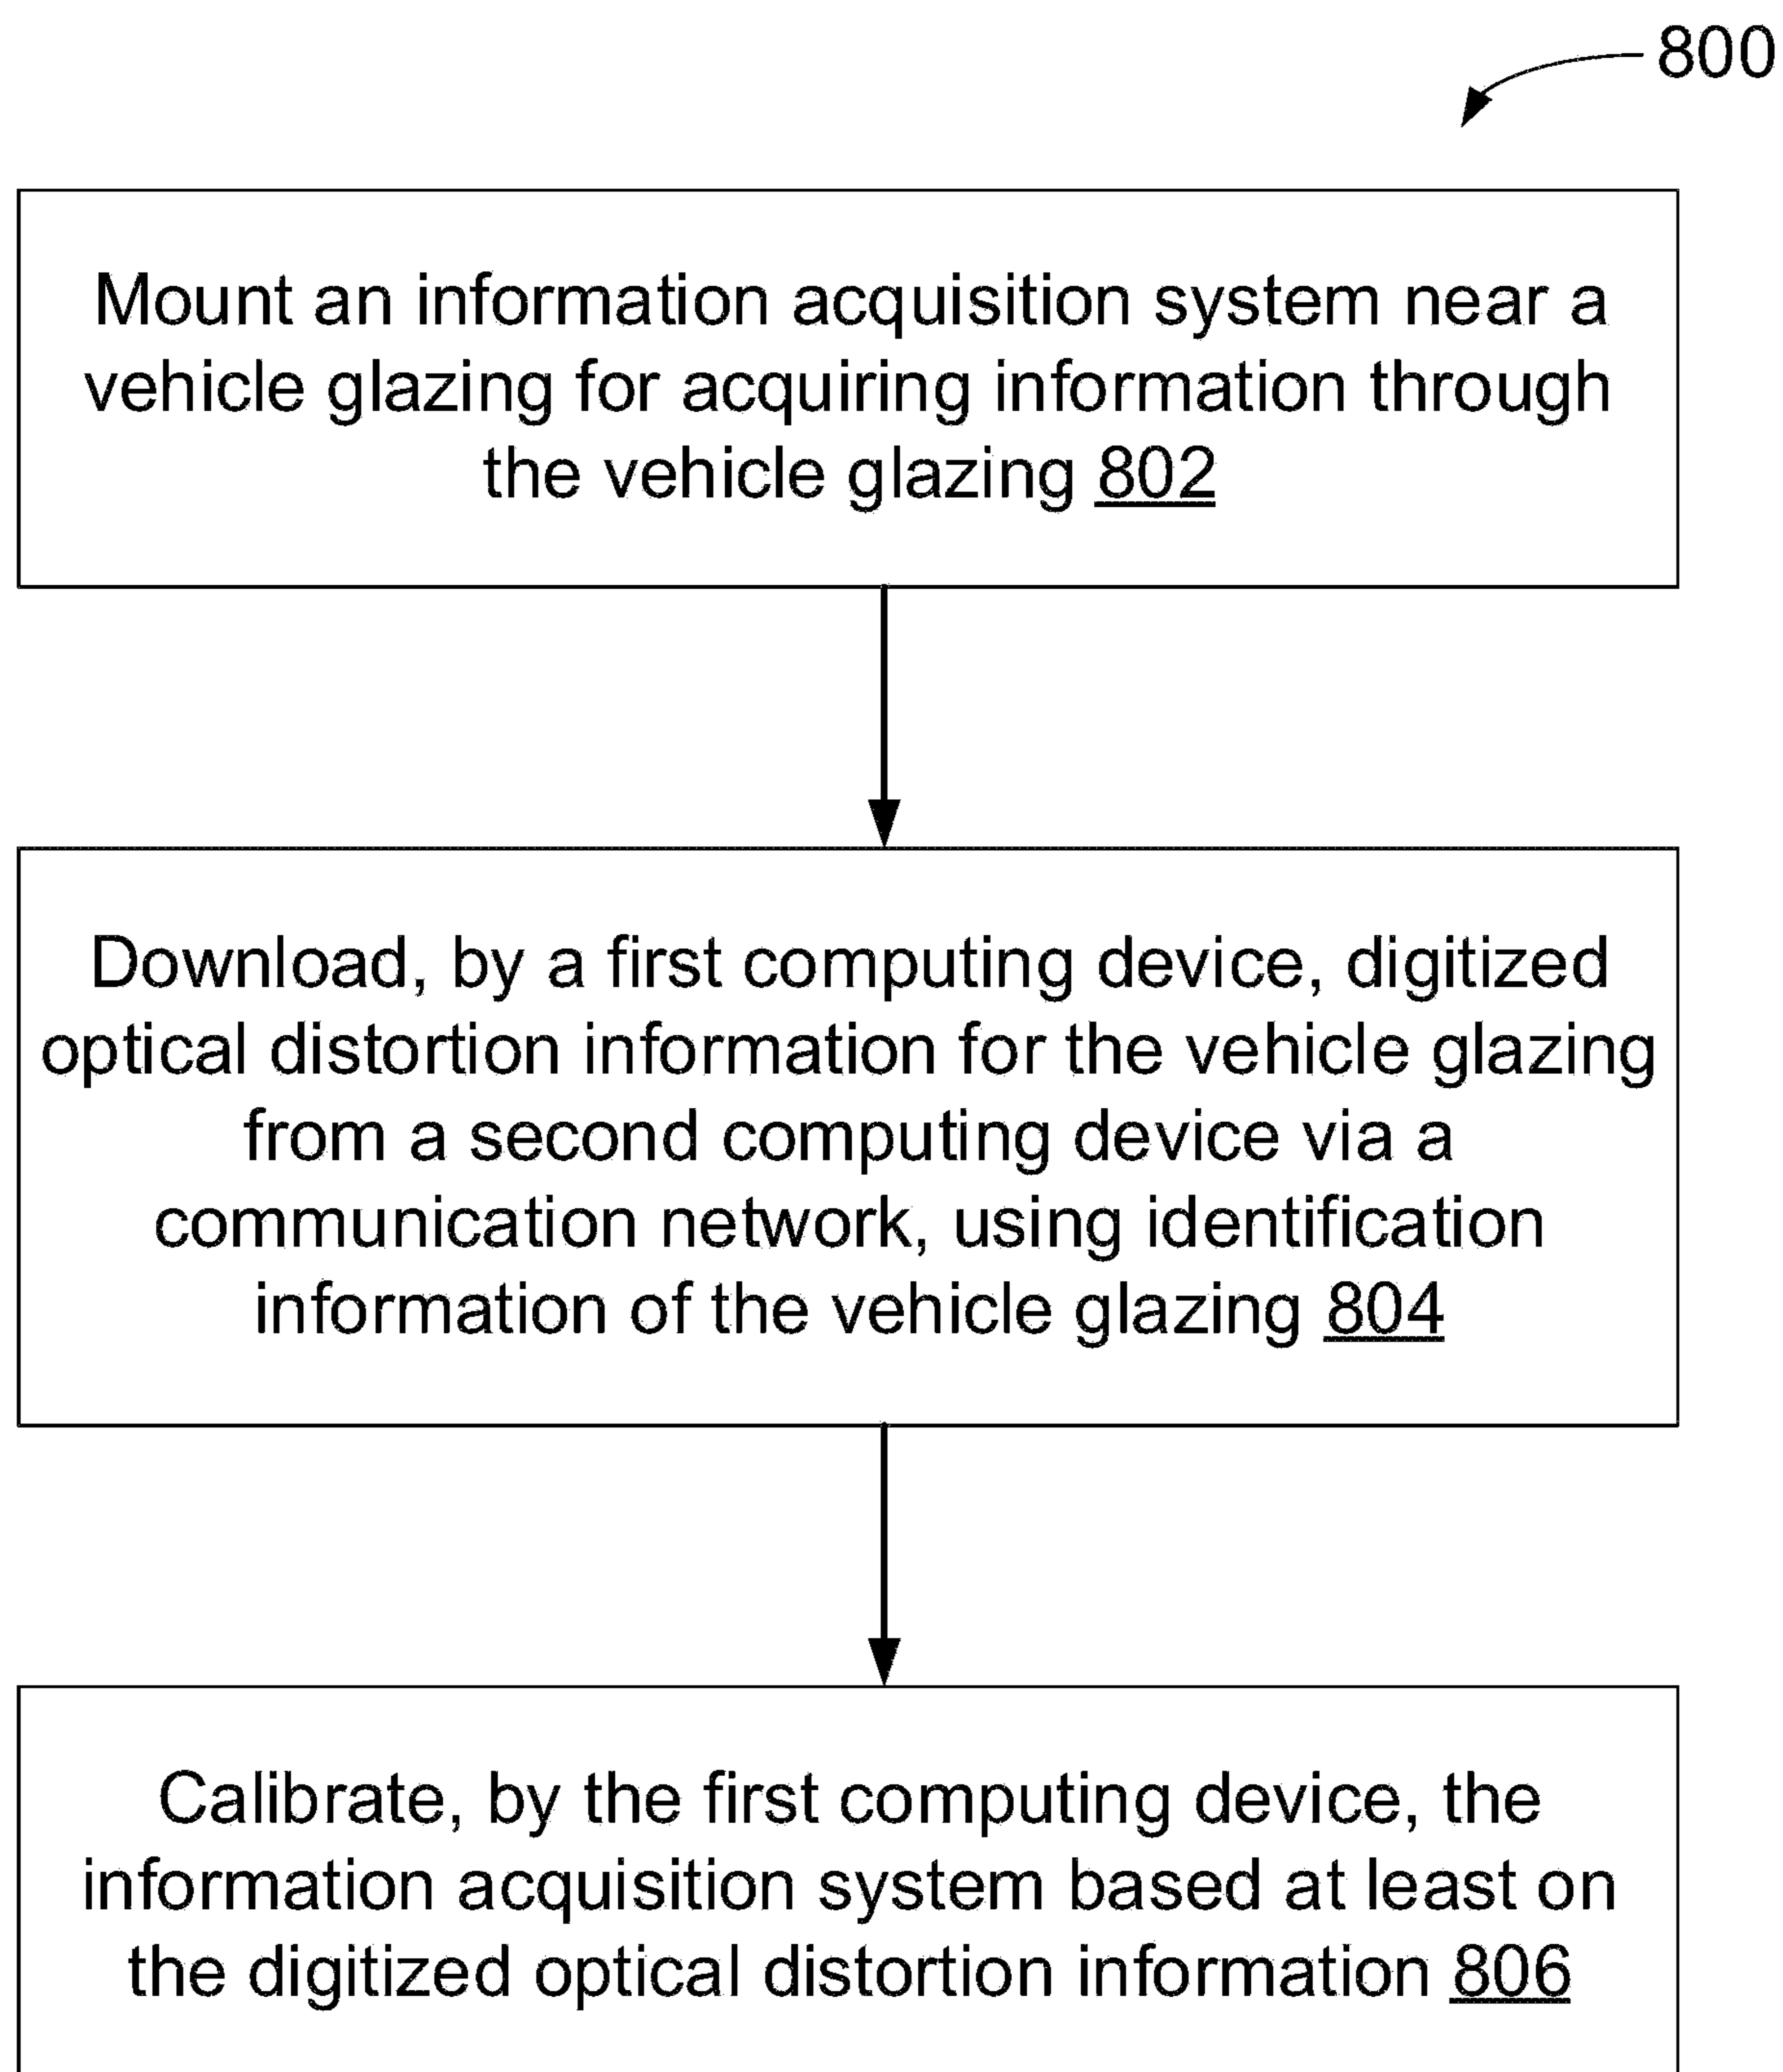 800
Mount an information acquisition system near a
vehicle glazing for acquiring information through
the vehicle glazing 802
Download, by a first computing device, digitized
optical distortion information for the vehicle glazing
from a second computing device via a
communication network, using identification
information of the vehicle glazing 804
Calibrate, by the first computing device, the
information acquisition system based at least on
the digitized optical distortion information 806